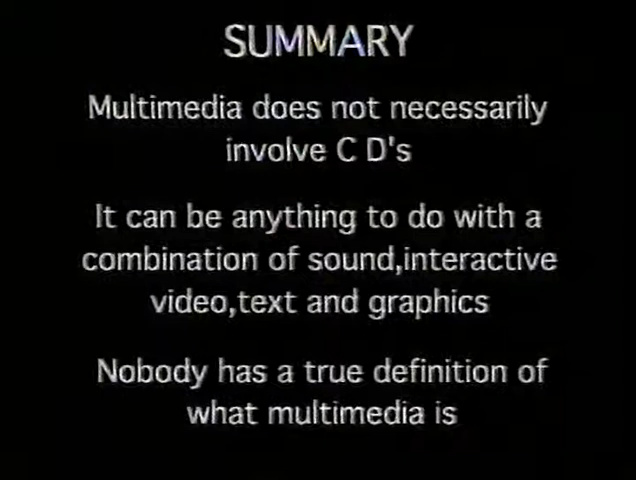 SUMMARY
Multimedia does not necessarily
involve C D's
It can be anything to do with a
combination of sound,interactive
video,text and graphics
Nobody has a true definition of
what multimedia is